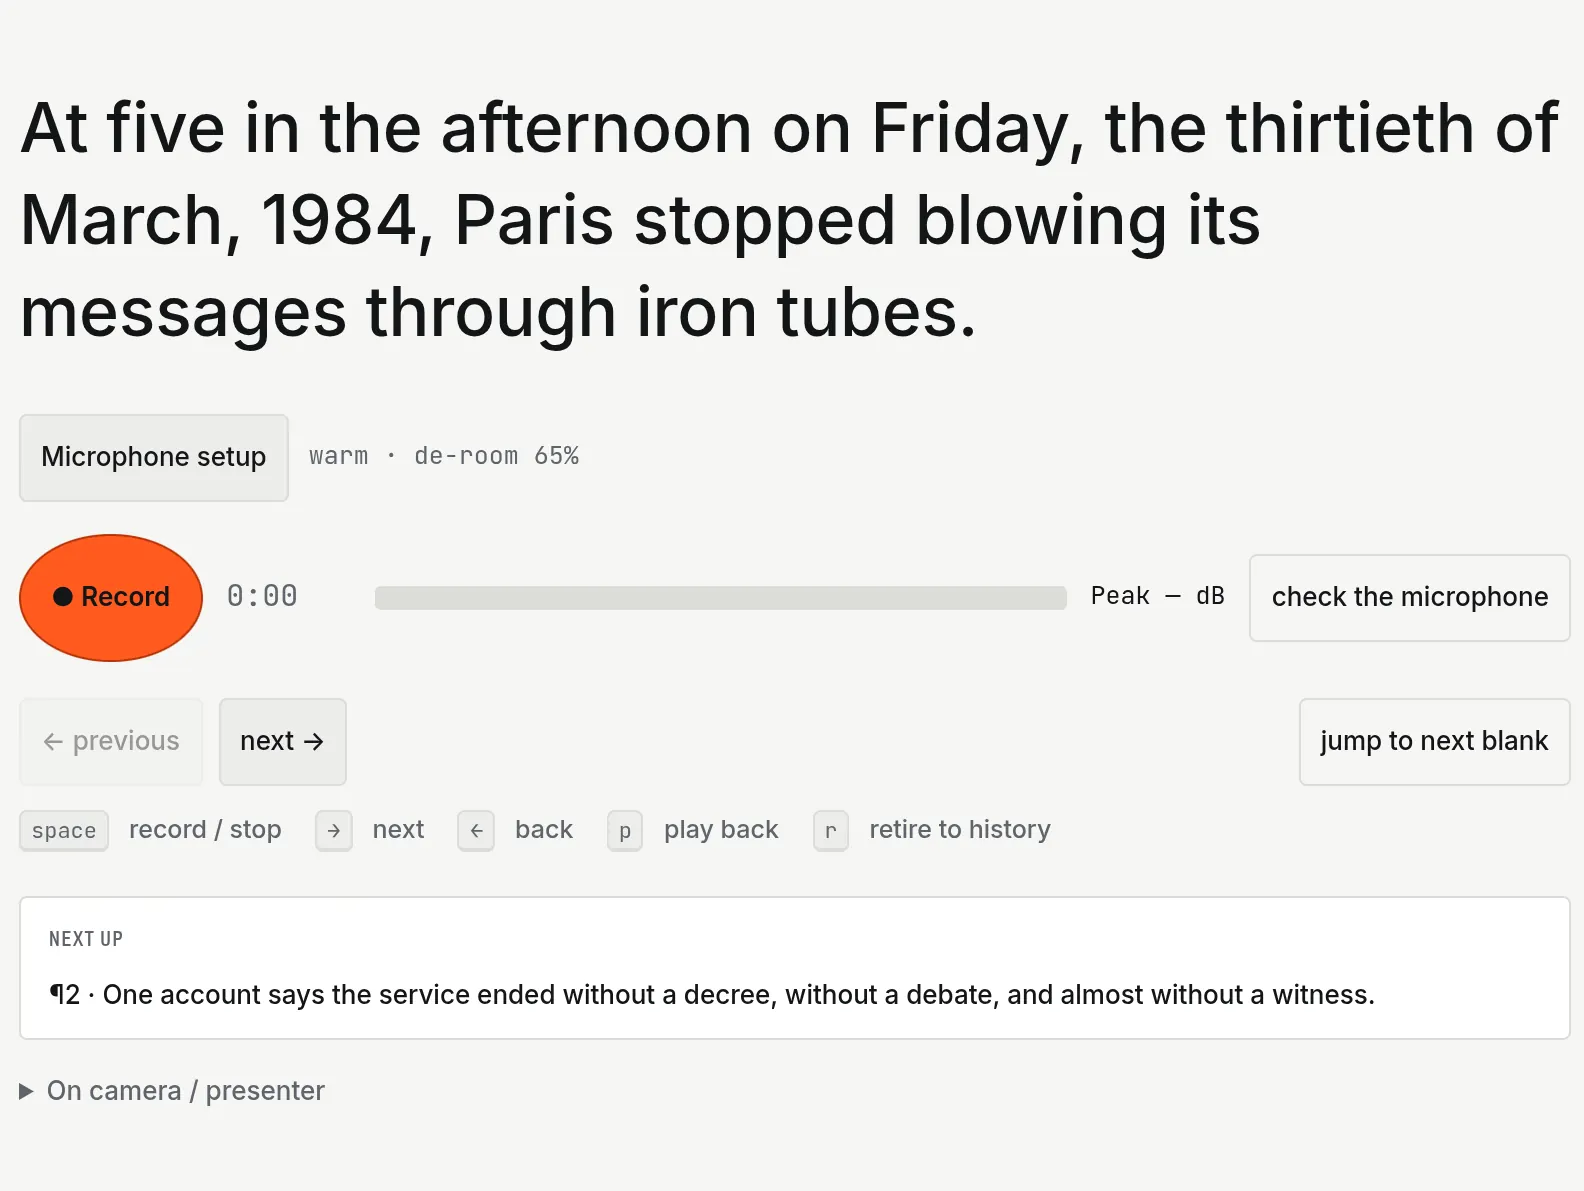 At five in the afternoon on Friday, the thirtieth of
March, 1984, Paris stopped blowing its
messages through iron tubes.
Microphone setup warm · de-room 65%
● Record 0:00 Peak — dB check the microphone
← previous next → jump to next blank
space record / stop → next ← back p play back r retire to history
NEXT UP
¶2 · One account says the service ended without a decree, without a debate, and almost without a witness.
▶ On camera / presenter